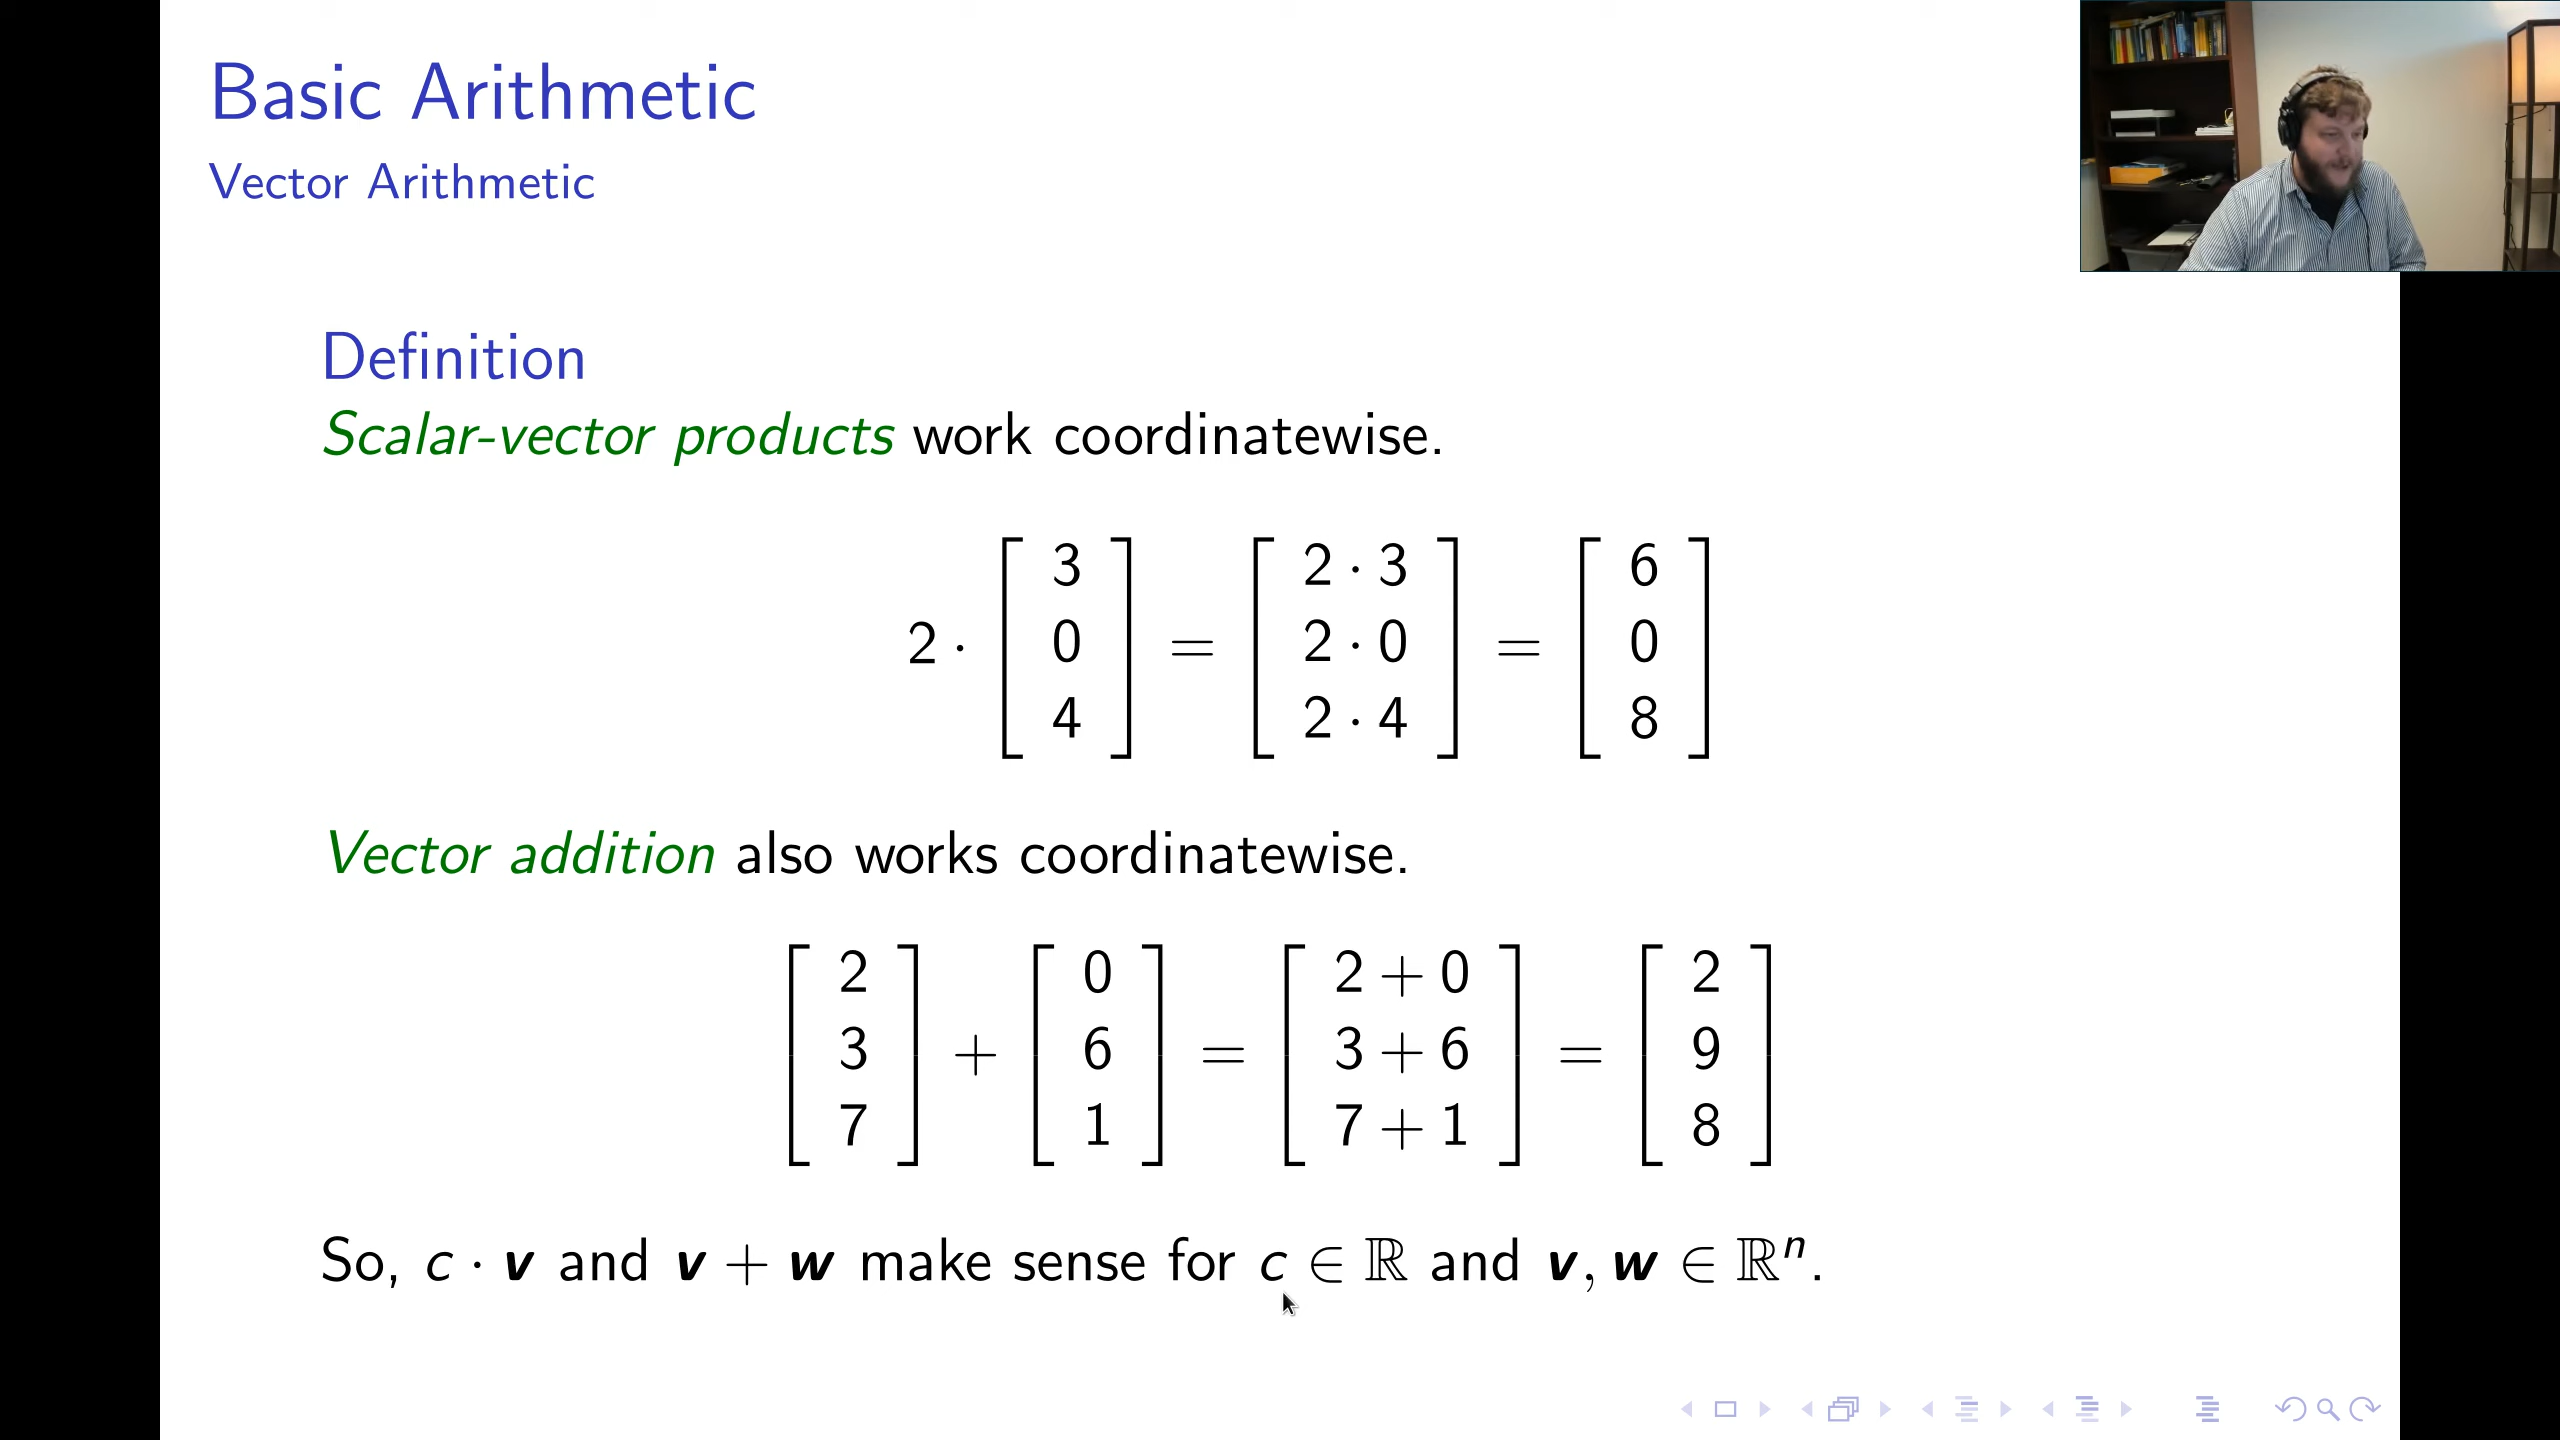 Basic Arithmetic
Vector Arithmetic
Definition
Scalar-vector products work coordinatewise.
2 · [ 3 0 4 ] = [ 2 · 3 2 · 0 2 · 4 ] = [ 6 0 8 ]
Vector addition also works coordinatewise.
[ 2 3 7 ] + [ 0 6 1 ] = [ 2 + 0 3 + 6 7 + 1 ] = [ 2 9 8 ]
So, c · v and v + w make sense for c ∈ ℝ and v, w ∈ ℝⁿ.